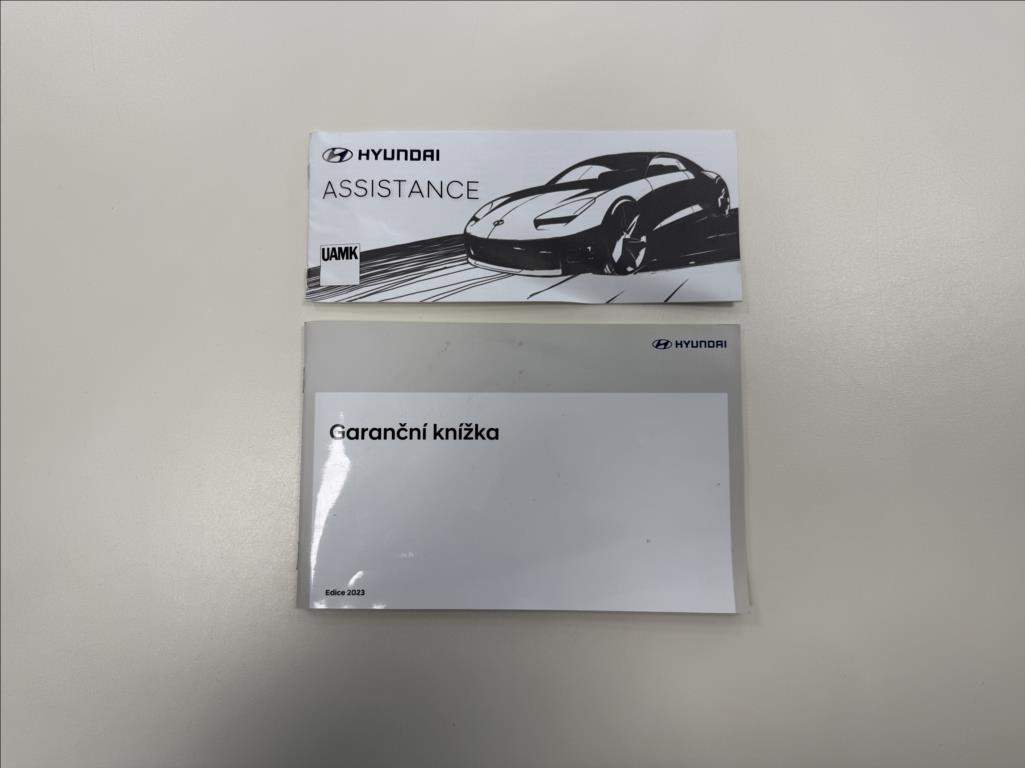 HYUNDAI
ASSISTANCE
UAMK
HYUNDAI
Garanční knížka
Edice 2023